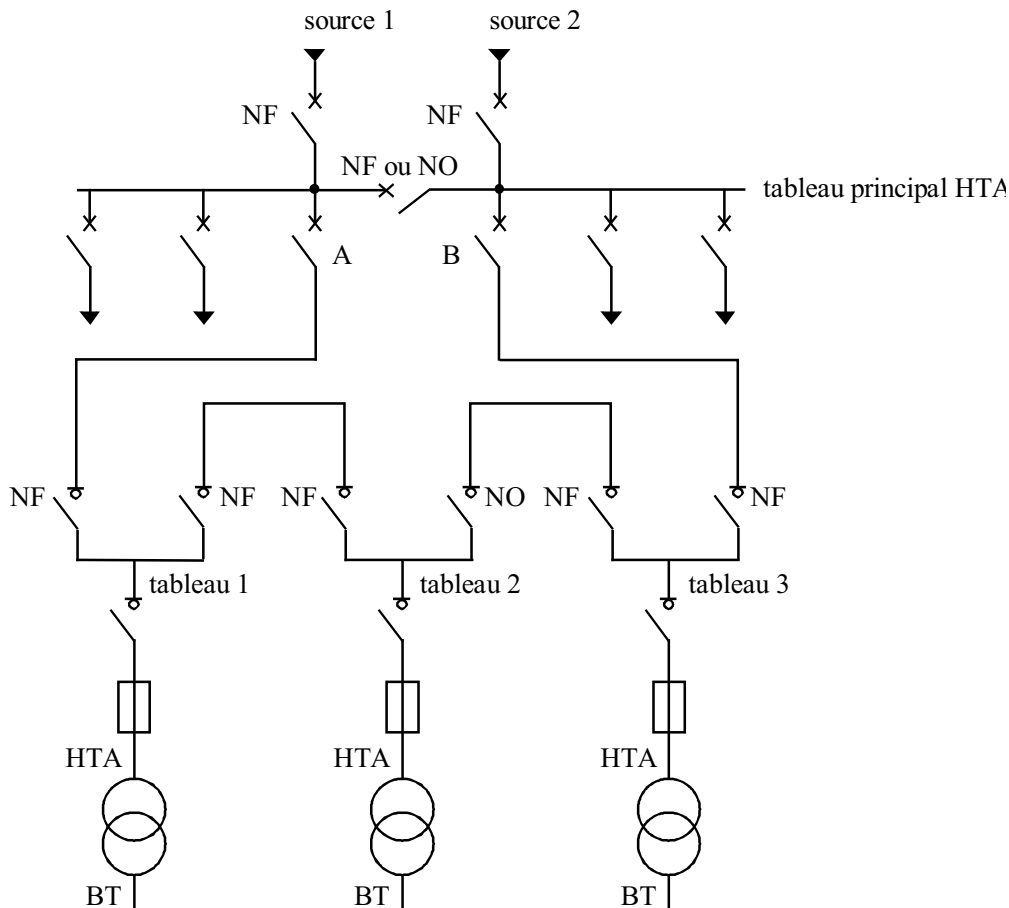 source 1
source 2
NF
NF
NF ou NO
tableau principal HTA
A
B
NF
NF
NF
NO
NF
NF
tableau 1
tableau 2
tableau 3
HTA
HTA
HTA
BT
BT
BT